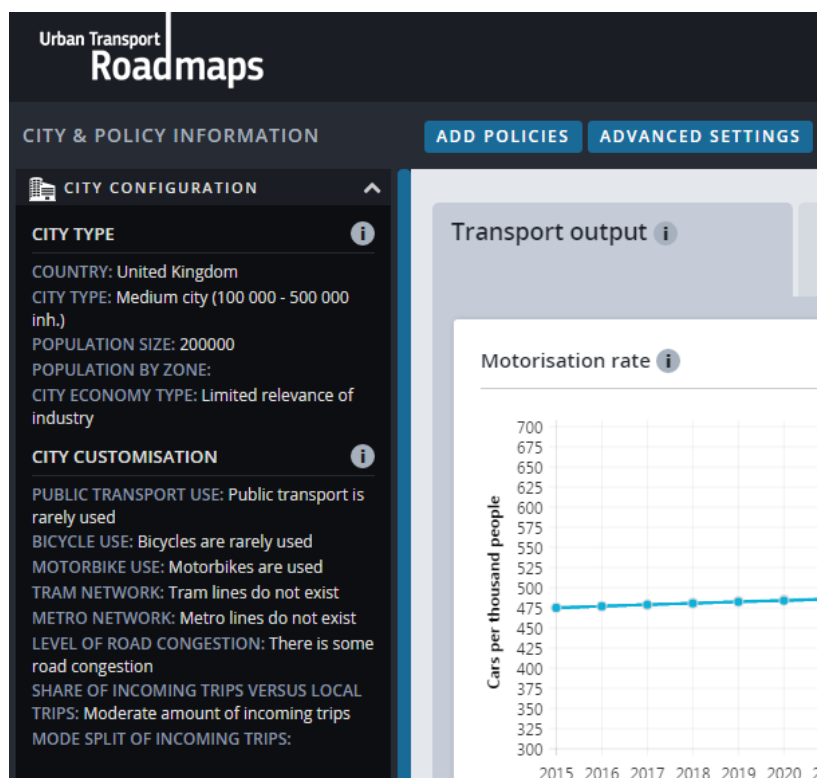 Urban Transport
Roadmaps
CITY & POLICY INFORMATION
ADD POLICIES
ADVANCED SETTINGS
CITY CONFIGURATION
CITY TYPE
COUNTRY: United Kingdom
CITY TYPE: Medium city (100 000 - 500 000
inh.)
POPULATION SIZE: 200000
POPULATION BY ZONE:
CITY ECONOMY TYPE: Limited relevance of
industry
CITY CUSTOMISATION
PUBLIC TRANSPORT USE: Public transport is
rarely used
BICYCLE USE: Bicycles are rarely used
MOTORBIKE USE: Motorbikes are used
TRAM NETWORK: Tram lines do not exist
METRO NETWORK: Metro lines do not exist
LEVEL OF ROAD CONGESTION: There is some
road congestion
SHARE OF INCOMING TRIPS VERSUS LOCAL
TRIPS: Moderate amount of incoming trips
MODE SPLIT OF INCOMING TRIPS:
Transport output
Motorisation rate
Cars per thousand people
700
675
650
625
600
575
550
525
500
475
450
425
400
375
350
325
300
2015 2016 2017 2018 2019 2020